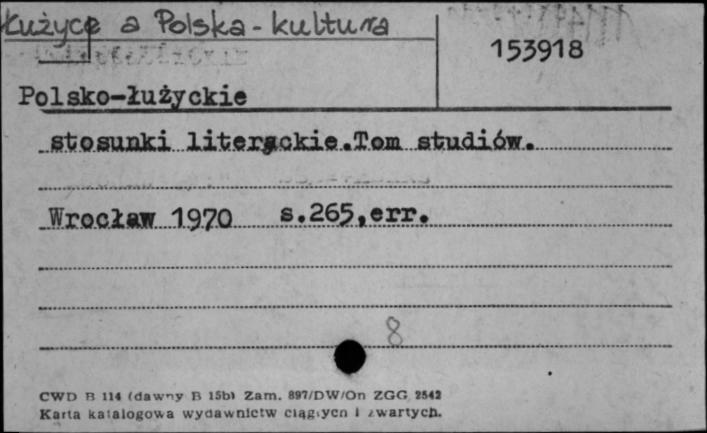 Łużyce a Polska - kultura
153918
Polsko-łużyckie
stosunki literackie.Tom studiów.
Wrocław 1970 s.265,err.
8
CWD B 114 (dawny B 15b) Zam. 897/DW/On ZGG 2542
Karta katalogowa wydawnictw ciągłych i zwartych.